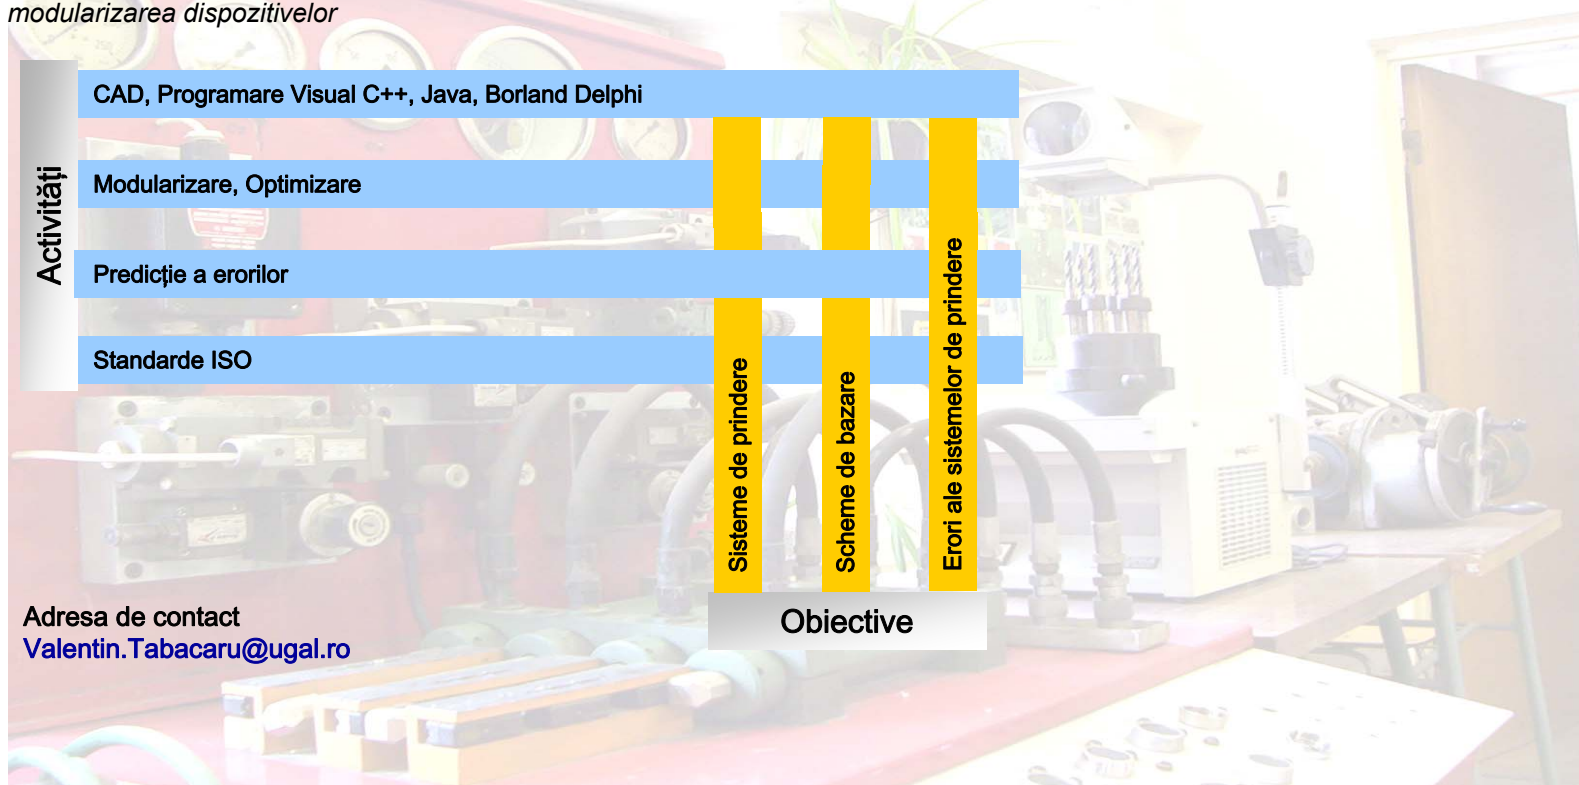 modularizarea dispozitivelor
Activități
CAD, Programare Visual C++, Java, Borland Delphi
Modularizare, Optimizare
Predicție a erorilor
Standarde ISO
Sisteme de prindere
Scheme de bazare
Erori ale sistemelor de prindere
Obiective
Adresa de contact
Valentin.Tabacaru@ugal.ro